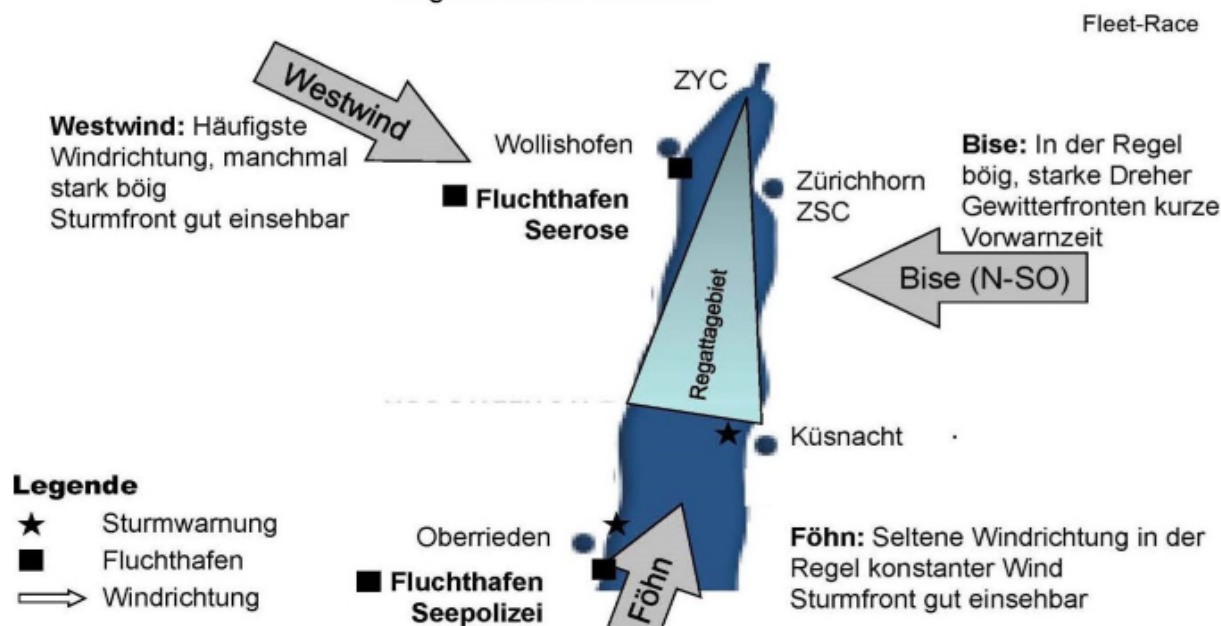 Fleet-Race
Westwind
ZYC
Westwind: Häufigste
Windrichtung, manchmal
stark böig
Sturmfront gut einsehbar
Wollishofen
Fluchthafen
Seerose
Zürichhorn
ZSC
Bise: In der Regel
böig, starke Dreher
Gewitterfronten kurze
Vorwarnzeit
Bise (N-SO)
Regattagebiet
Küsnacht
Legende
Sturmwarnung
Fluchthafen
Windrichtung
Oberrieden
Fluchthafen
Seepolizei
Föhn
Föhn: Seltene Windrichtung in der
Regel konstanter Wind
Sturmfront gut einsehbar